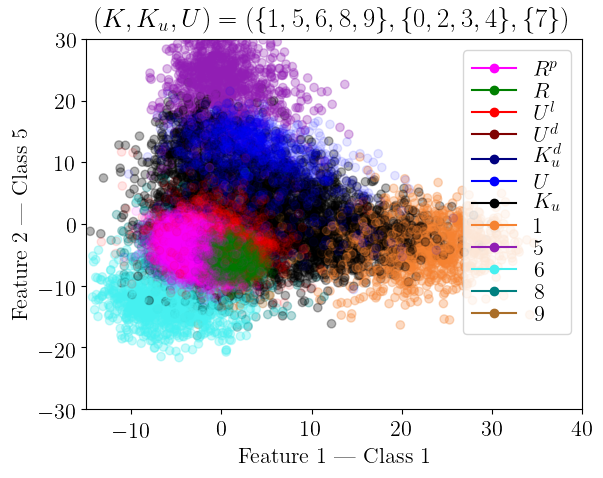 (K, K_u, U) = ({1, 5, 6, 8, 9}, {0, 2, 3, 4}, {7})
30
20
10
0
−10
−20
−30
Feature 2 — Class 5
R^p
R
U^l
U^d
K_u^d
U
K_u
1
5
6
8
9
−10
0
10
20
30
40
Feature 1 — Class 1